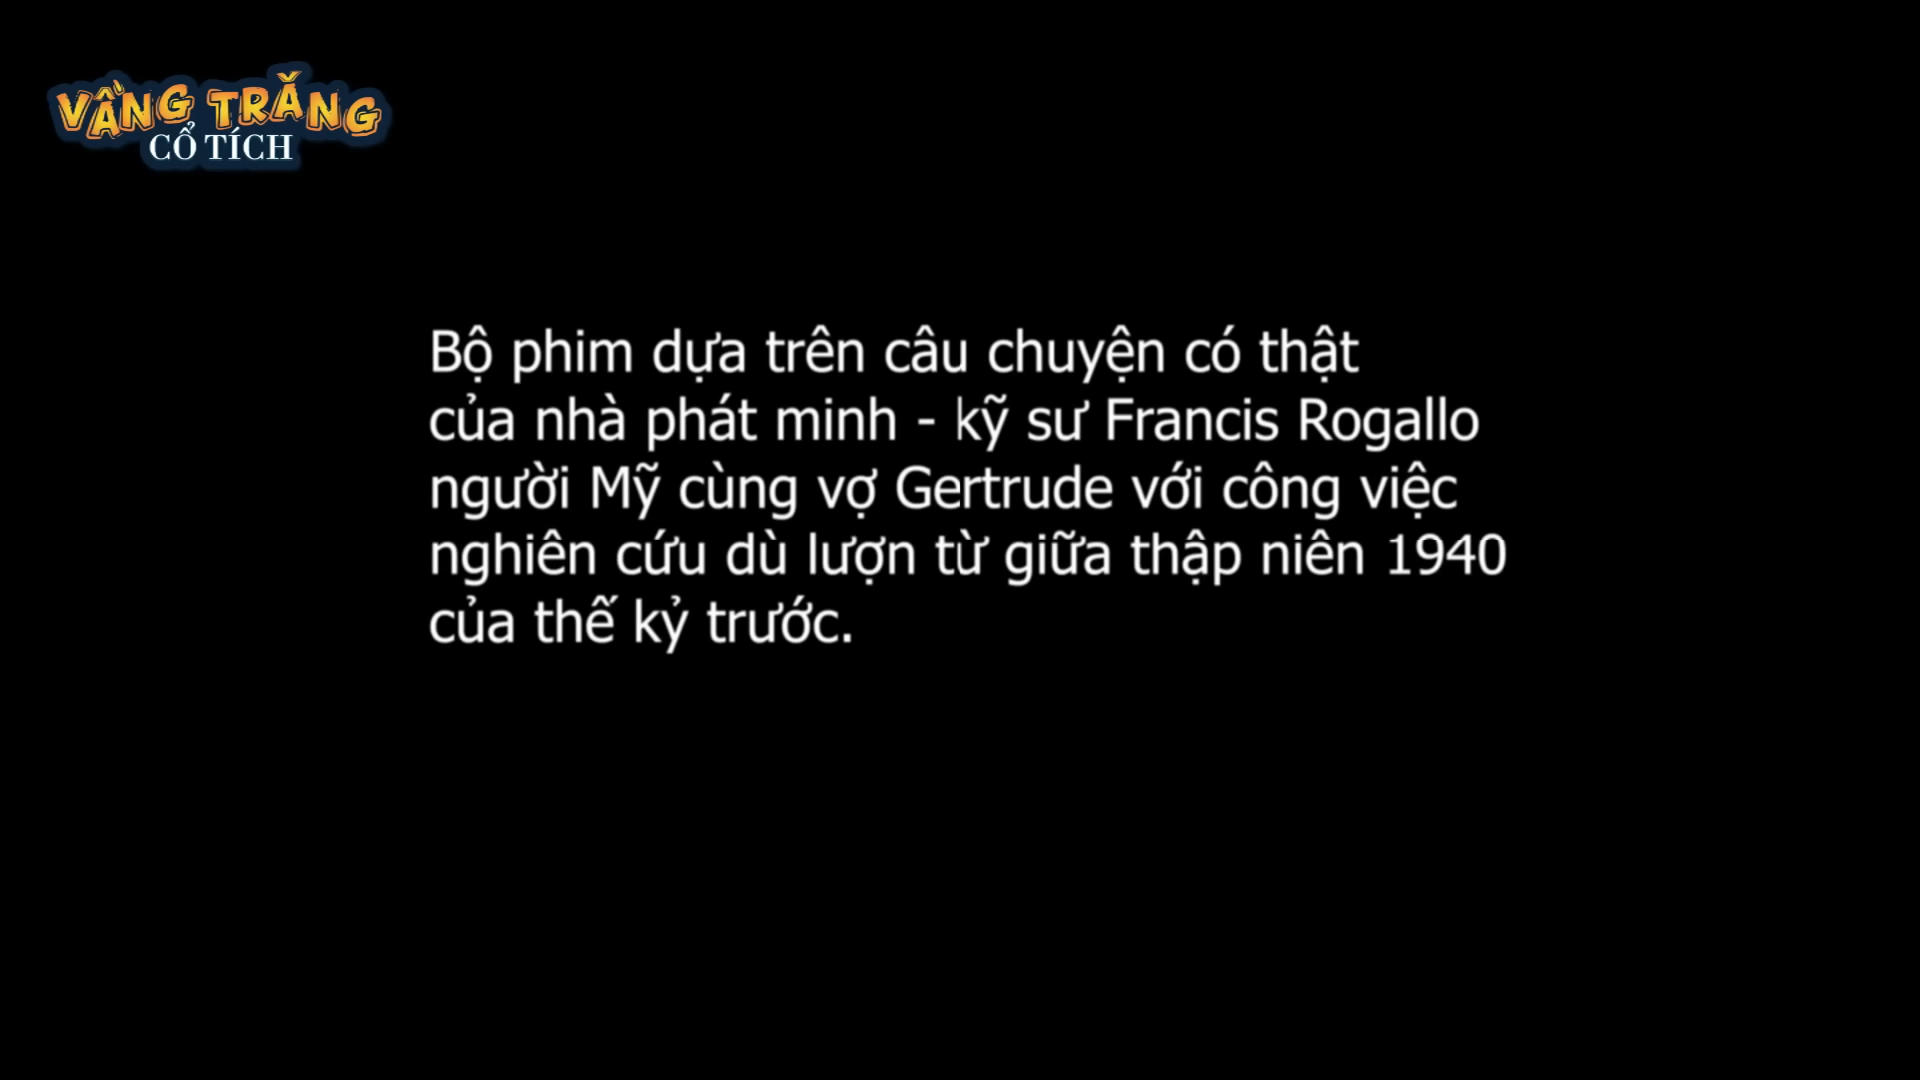 VẦNG TRĂNG
CỔ TÍCH
Bộ phim dựa trên câu chuyện có thật
của nhà phát minh - kỹ sư Francis Rogallo
người Mỹ cùng vợ Gertrude với công việc
nghiên cứu dù lượn từ giữa thập niên 1940
của thế kỷ trước.